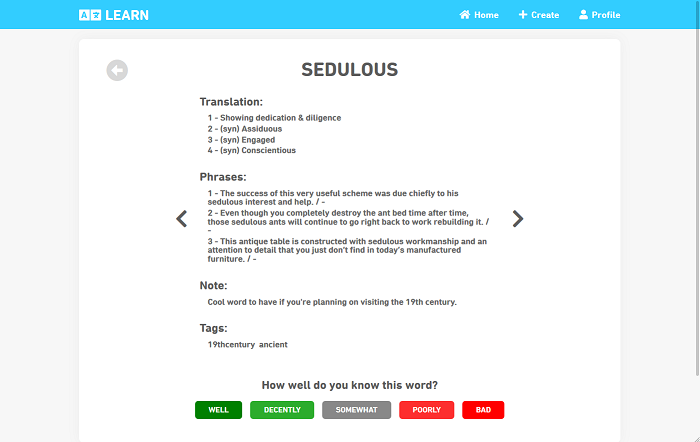 LEARN
Home
Create
Profile
SEDULOUS
Translation:
1 - Showing dedication & diligence
2 - (syn) Assiduous
3 - (syn) Engaged
4 - (syn) Conscientious
Phrases:
1 - The success of this very useful scheme was due chiefly to his
sedulous interest and help. / -
2 - Even though you completely destroy the ant bed time after time,
those sedulous ants will continue to go right back to work rebuilding it. /
-
3 - This antique table is constructed with sedulous workmanship and an
attention to detail that you just don't find in today's manufactured
furniture. / -
Note:
Cool word to have if you're planning on visiting the 19th century.
Tags:
19thcentury ancient
How well do you know this word?
WELL DECENTLY SOMEWHAT POORLY BAD